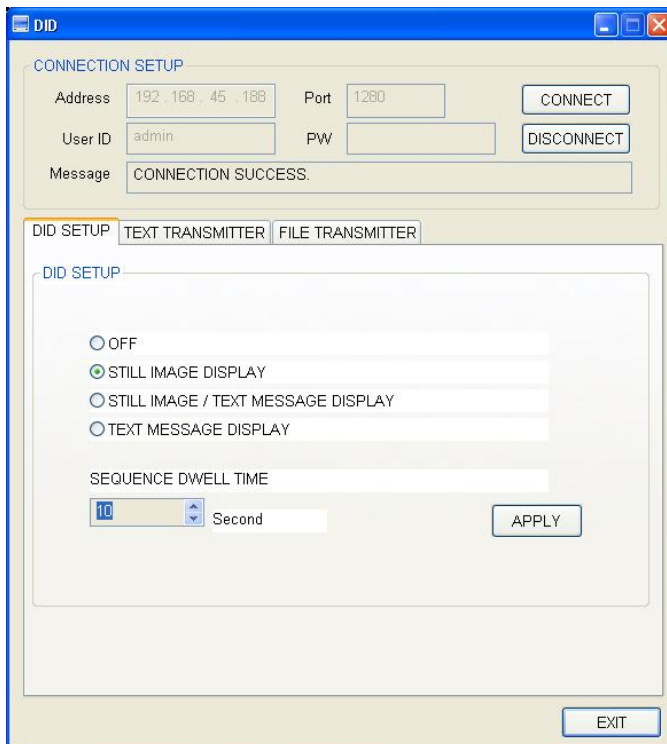 DID
CONNECTION SETUP
Address 192 . 168 . 45 . 188 Port 1280 CONNECT
User ID admin PW DISCONNECT
Message CONNECTION SUCCESS.
DID SETUP TEXT TRANSMITTER FILE TRANSMITTER
DID SETUP
OFF
STILL IMAGE DISPLAY
STILL IMAGE / TEXT MESSAGE DISPLAY
TEXT MESSAGE DISPLAY
SEQUENCE DWELL TIME
10 Second APPLY
EXIT